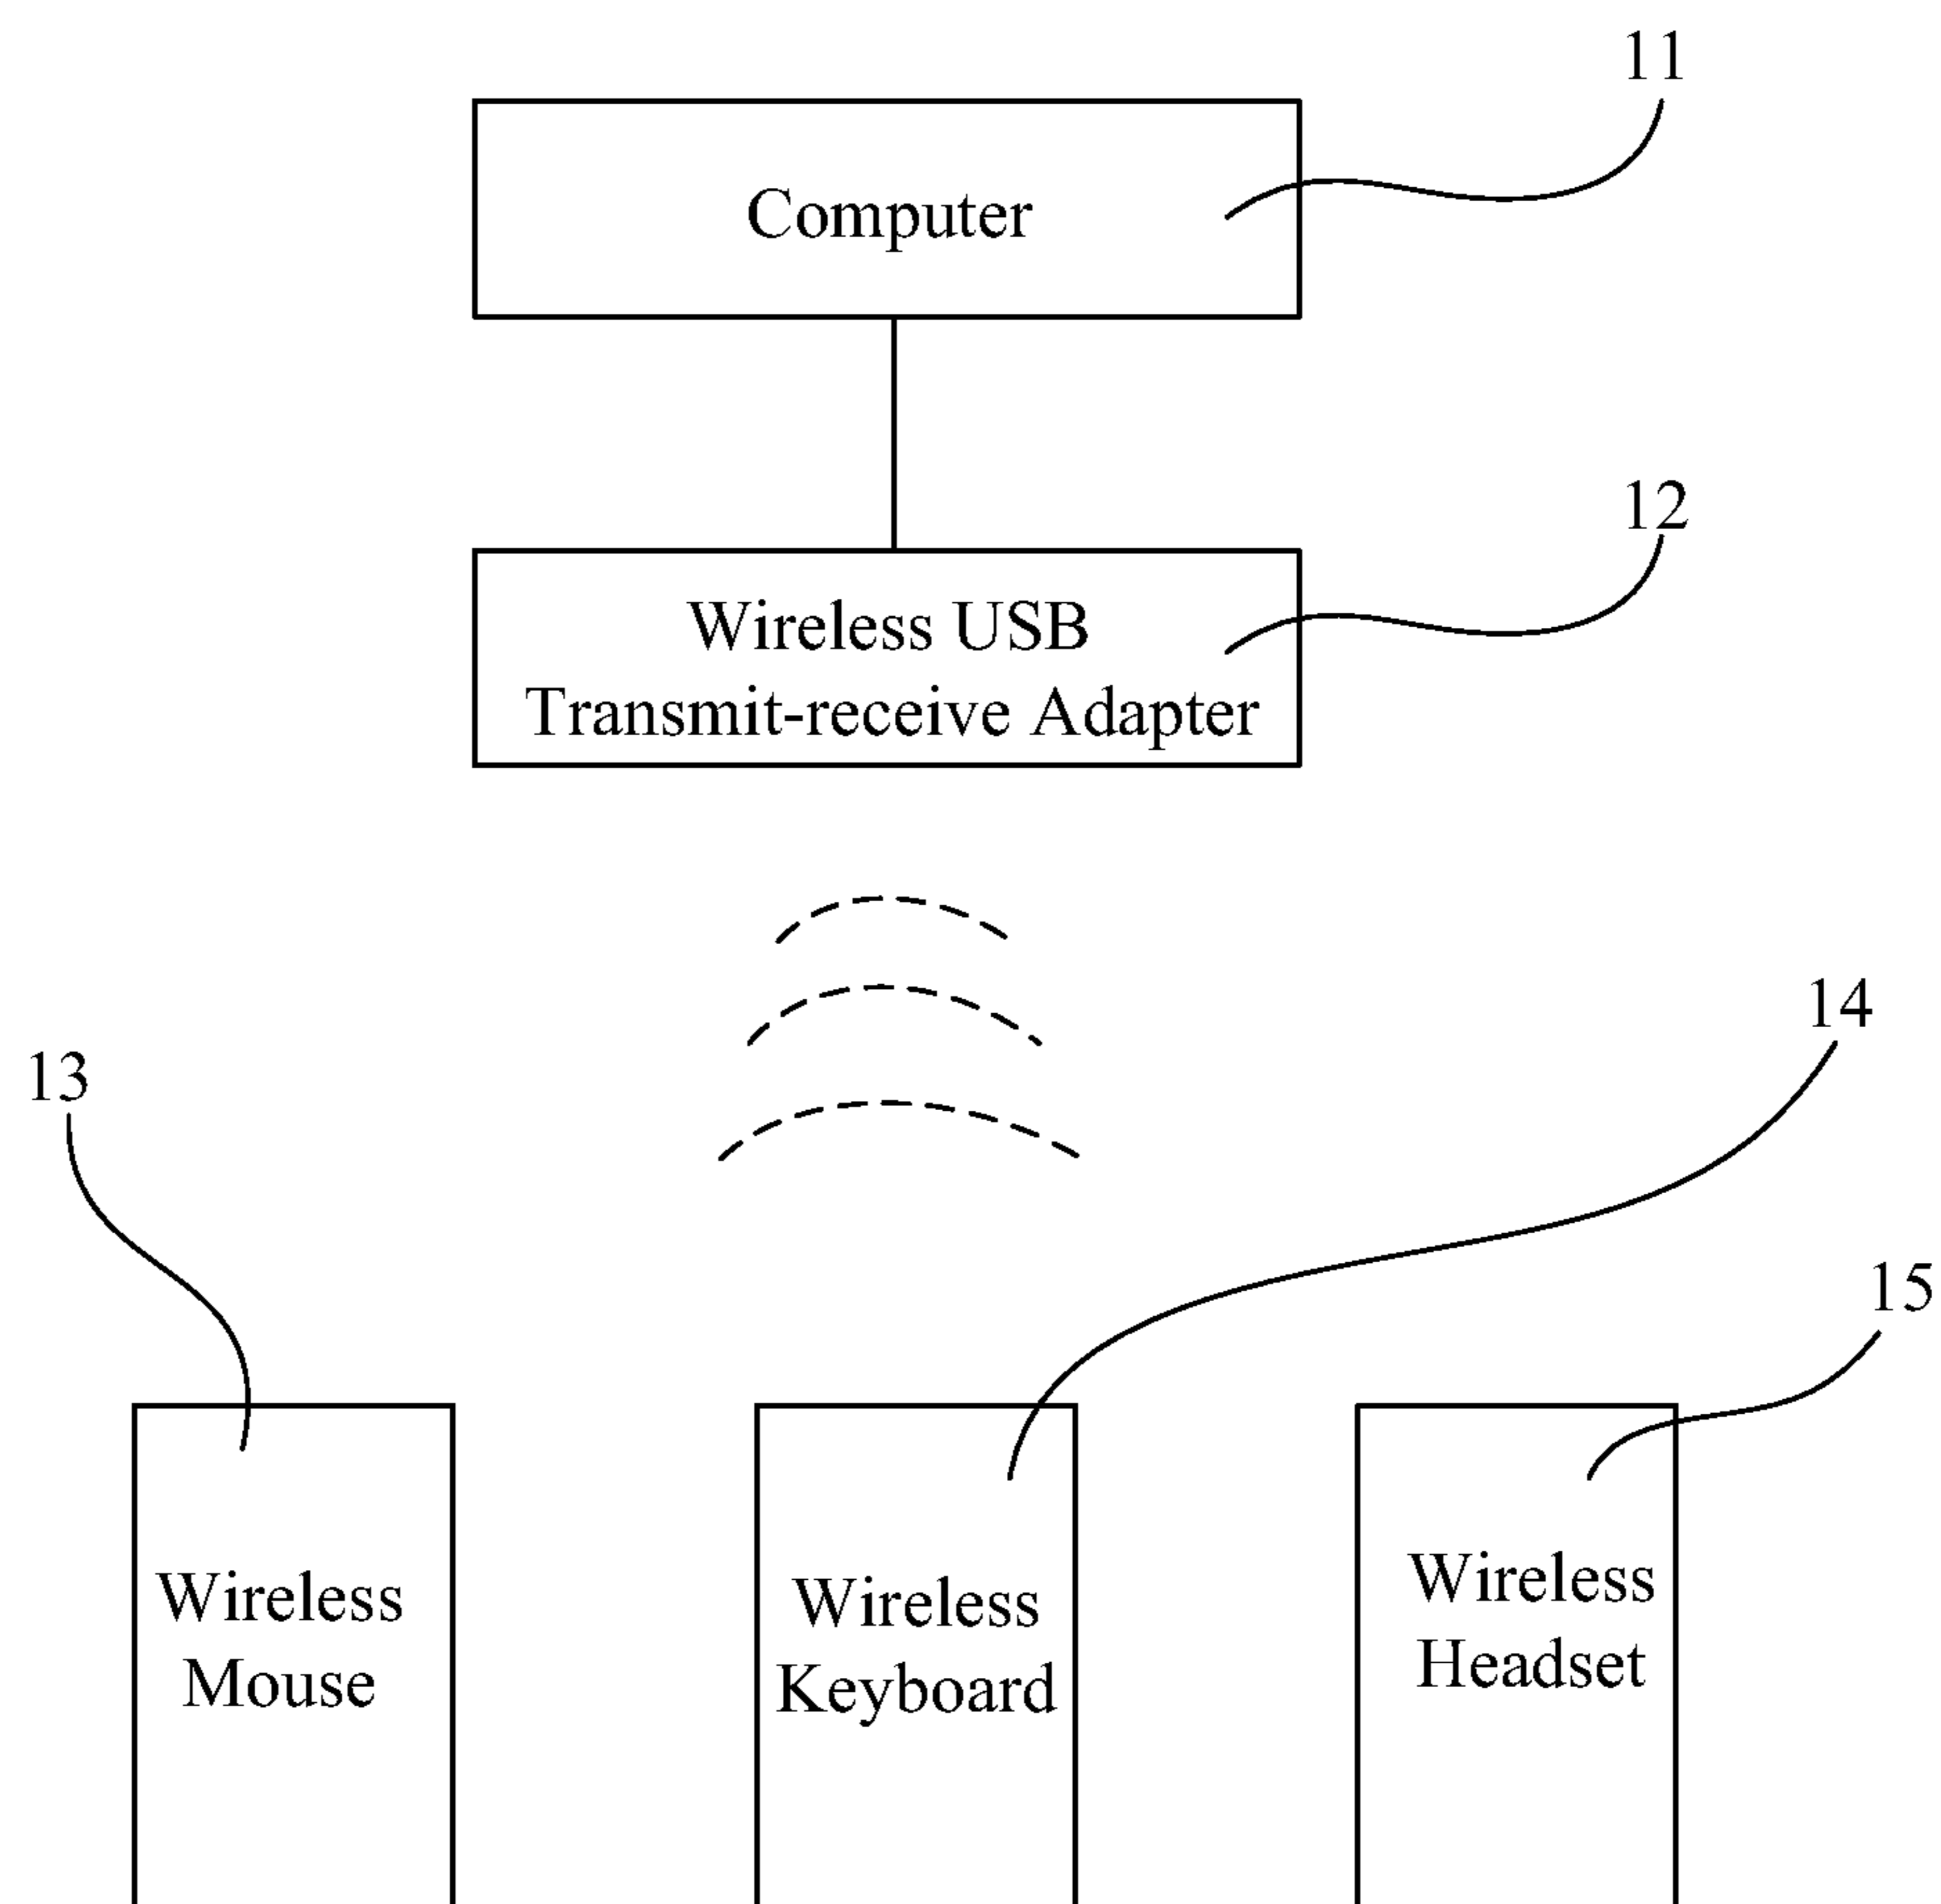 11
Computer
12
Wireless USB
Transmit-receive Adapter
14
13
15
Wireless
Mouse
Wireless
Keyboard
Wireless
Headset